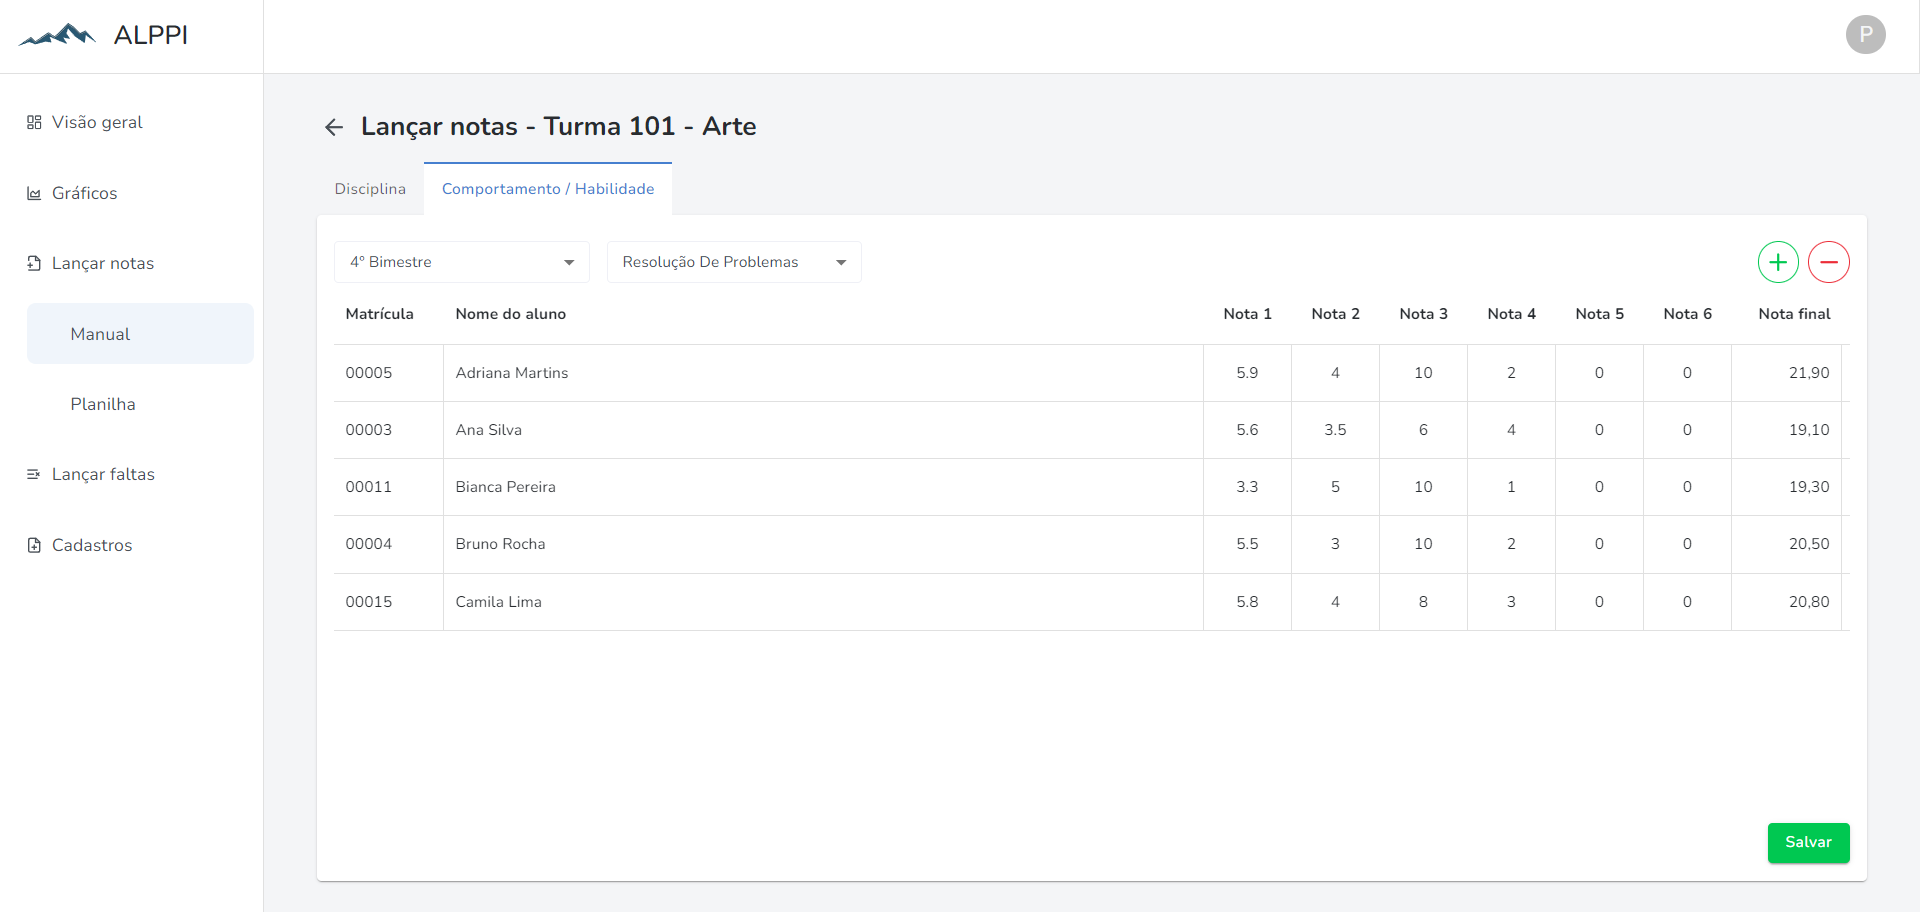 ALPPI
P
Visão geral
Gráficos
Lançar notas
Manual
Planilha
Lançar faltas
Cadastros
Lançar notas - Turma 101 - Arte
Disciplina Comportamento / Habilidade
4º Bimestre Resolução De Problemas
Matrícula Nome do aluno Nota 1 Nota 2 Nota 3 Nota 4 Nota 5 Nota 6 Nota final
00005 Adriana Martins 5.9 4 10 2 0 0 21,90
00003 Ana Silva 5.6 3.5 6 4 0 0 19,10
00011 Bianca Pereira 3.3 5 10 1 0 0 19,30
00004 Bruno Rocha 5.5 3 10 2 0 0 20,50
00015 Camila Lima 5.8 4 8 3 0 0 20,80
Salvar